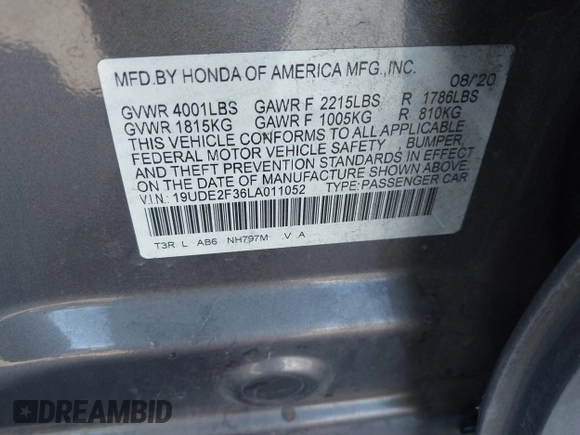 MFD.BY HONDA OF AMERICA MFG.,INC. 08/20
GVWR 4001LBS GAWR F 2215LBS R 1786LBS
GVWR 1815KG GAWR F 1005KG R 810KG
THIS VEHICLE CONFORMS TO ALL APPLICABLE
FEDERAL MOTOR VEHICLE SAFETY BUMPER,
AND THEFT PREVENTION STANDARDS IN EFFECT
ON THE DATE OF MANUFACTURE SHOWN ABOVE
V.I.N: 19UDE2F36LA011052 TYPE:PASSENGER CAR
T3R L AB6 NH797M .V .A
DREAMBID